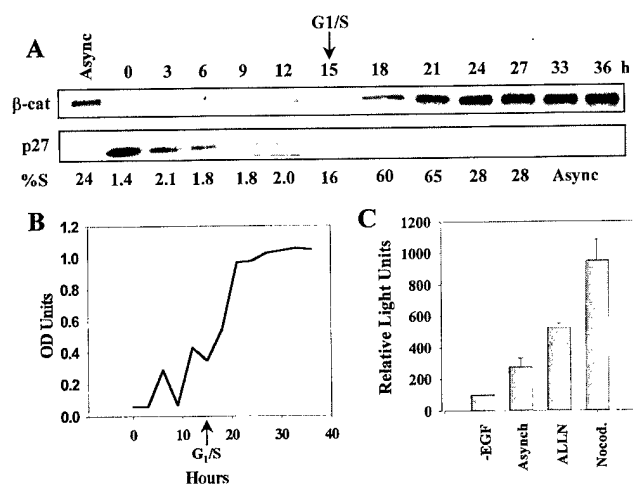 G1/S
A
Async 0 3 6 9 12 15 18 21 24 27 33 36 h
β-cat
p27
%S 24 1.4 2.1 1.8 1.8 2.0 16 60 65 28 28 Async
B
1.2
1.0
0.8
0.6
0.4
0.2
0.0
OD Units
0 10 20 30 40
G1/S
Hours
C
1200
1000
800
600
400
200
0
Relative Light Units
-EGF
Asynch
ALLN
Nocod.